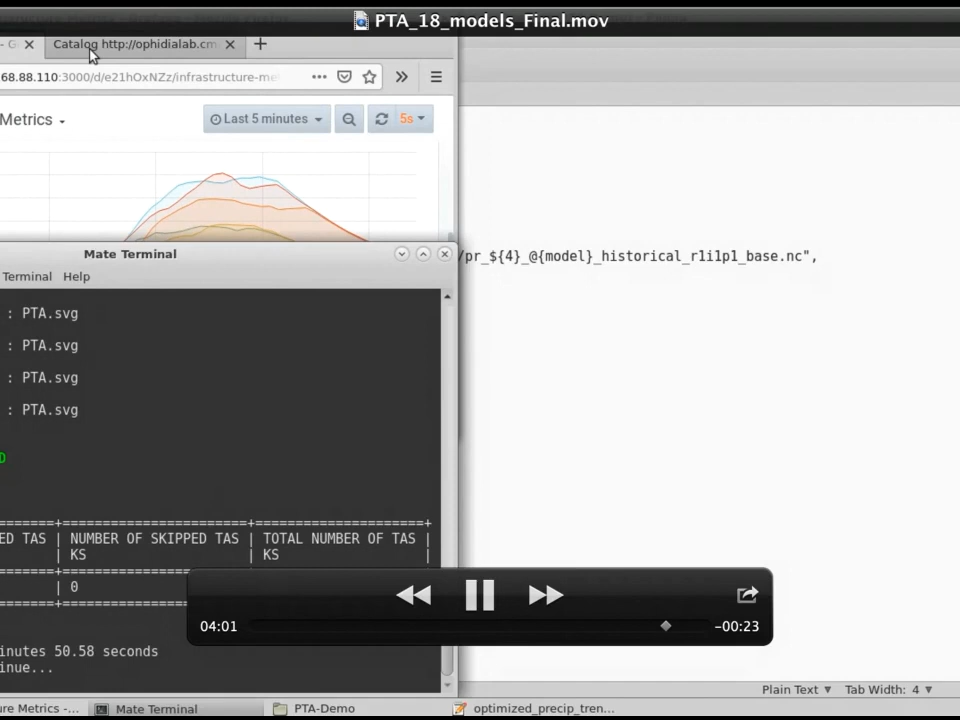 PTA_18_models_Final.mov
- G
Catalog http://ophidialab.cm
68.88.110:3000/d/e21hOxNZz/infrastructure-me
Metrics
Last 5 minutes
5s
Mate Terminal
/pr_${4}_@{model}_historical_r1i1p1_base.nc",
Terminal Help
: PTA.svg
: PTA.svg
: PTA.svg
: PTA.svg
D
=======+=======================+=====================+
ED TAS | NUMBER OF SKIPPED TAS | TOTAL NUMBER OF TAS |
| KS | KS |
| 0
04:01
-00:23
inutes 50.58 seconds
inue...
Plain Text Tab Width: 4
ure Metrics -...
Mate Terminal
PTA-Demo
optimized_precip_tren...